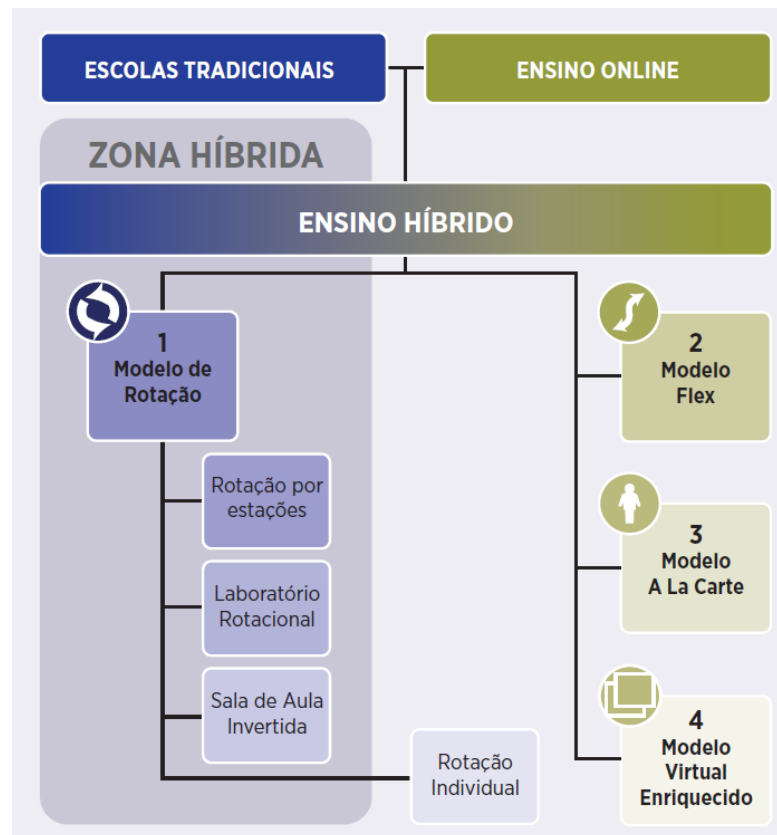 ESCOLAS TRADICIONAIS
ENSINO ONLINE
ZONA HÍBRIDA
ENSINO HÍBRIDO
1
Modelo de
Rotação
Rotação por
estações
Laboratório
Rotacional
Sala de Aula
Invertida
Rotação
Individual
2
Modelo
Flex
3
Modelo
A La Carte
4
Modelo
Virtual
Enriquecido